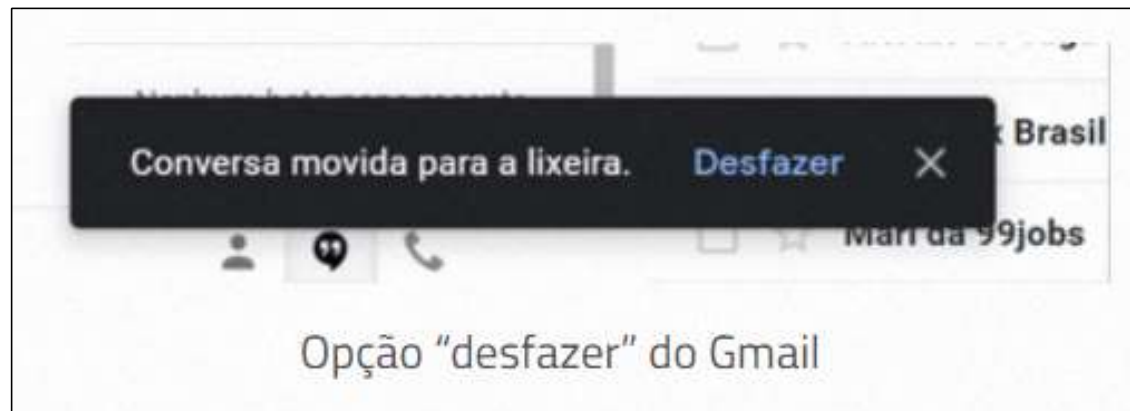 Conversa movida para a lixeira. Desfazer
Brasil
Mari da 99jobs
Opção “desfazer” do Gmail